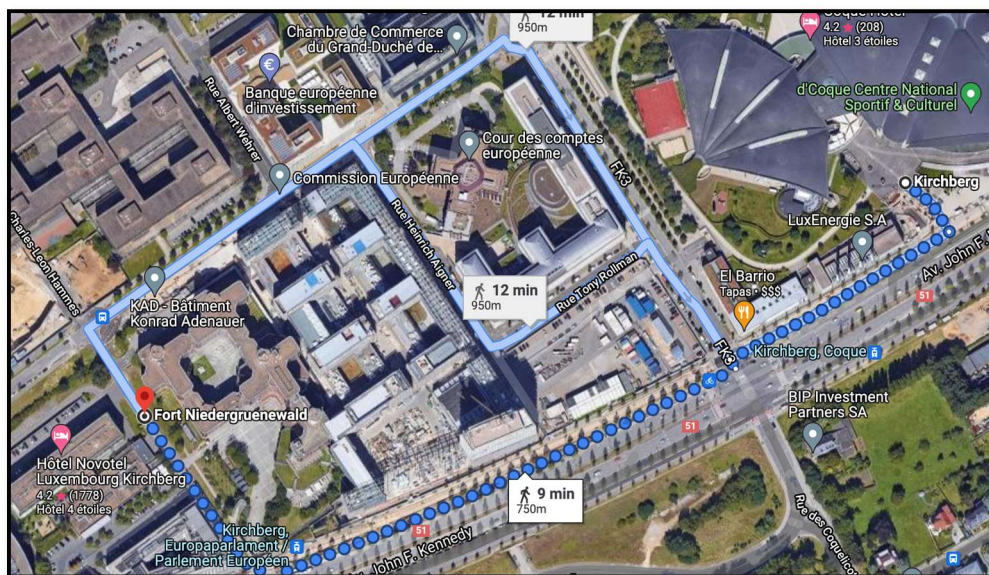 12 min
950m
Coque Hotel
4.2 ★ (208)
Hôtel 3 étoiles
Chambre de Commerce
du Grand-Duché de...
Banque européenne
d'investissement
Rue Albert Wehrer
d'Coque Centre National
Sportif & Culturel
Cour des comptes
européenne
Commission Européenne
FK3
Kirchberg
Rue Heinrich Aigner
LuxEnergie S.A
Av. John F.
51
Charles-Léon Hammes
KAD - Bâtiment
Konrad Adenauer
12 min
950m
Rue Tony Rollman
El Barrio
Tapas • $$$
FK3
Kirchberg, Coque
Fort Niedergruenewald
BIP Investment
Partners SA
51
Hôtel Novotel
Luxembourg Kirchberg
4.2 ★ (1778)
Hôtel 4 étoiles
9 min
750m
Rue des Coquelicot
Kirchberg,
Europaparlament /
Parlement Européen
51
John F. Kennedy